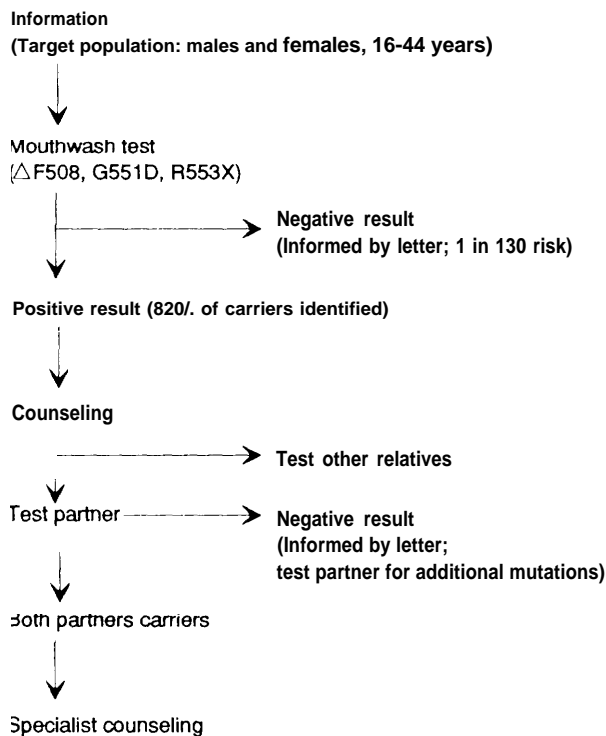 Information
(Target population: males and females, 16-44 years)
Mouthwash test
(△F508, G551D, R553X)
Negative result
(Informed by letter; 1 in 130 risk)
Positive result (820/. of carriers identified)
Counseling
Test other relatives
Test partner
Negative result
(Informed by letter;
test partner for additional mutations)
Both partners carriers
Specialist counseling